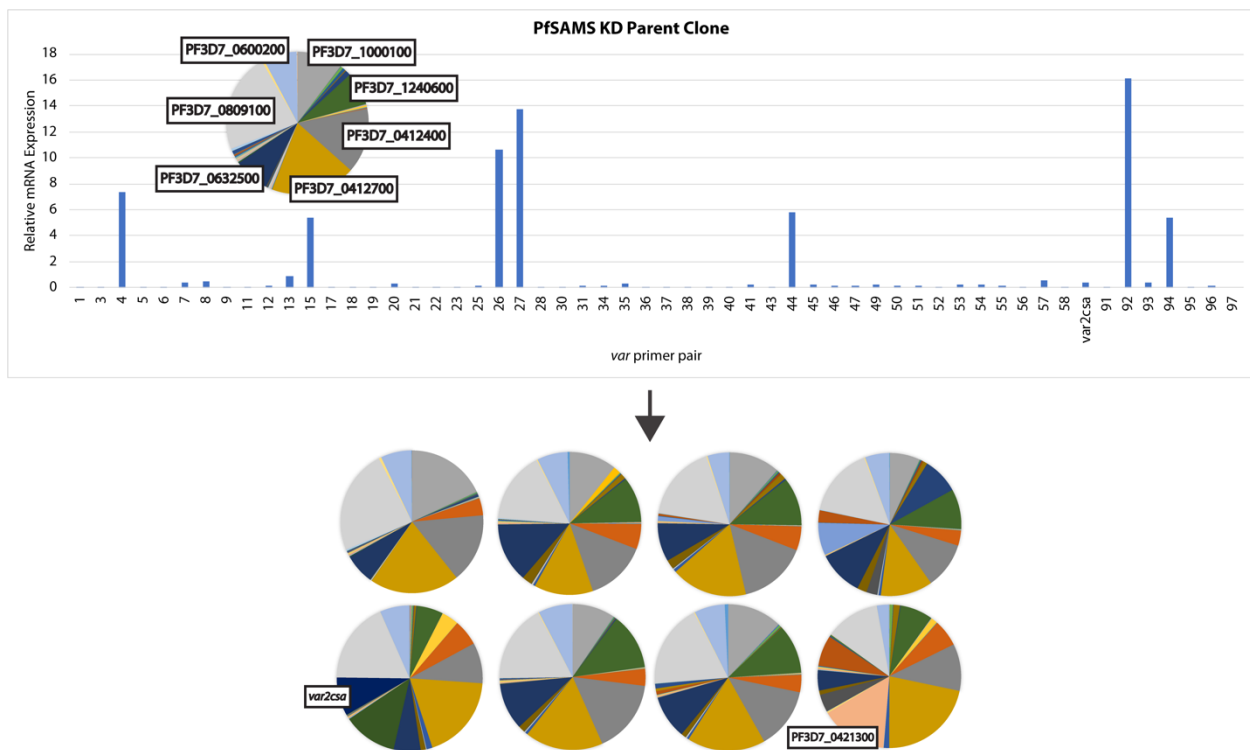 PfSAMS KD Parent Clone
Relative mRNA Expression
18
16
14
12
10
8
6
4
2
0
PF3D7_0600200
PF3D7_1000100
PF3D7_1240600
PF3D7_0809100
PF3D7_0412400
PF3D7_0632500
PF3D7_0412700
1 3 4 5 6 7 8 9 11 12 13 15 17 18 19 20 22 23 25 26 27 28 30 31 34 35 36 37 38 39 40 41 43 44 45 46 47 49 50 51 52 53 54 55 56 57 58 var2csa 91 92 93 94 95 96 97
var primer pair
var2csa
PF3D7_0421300